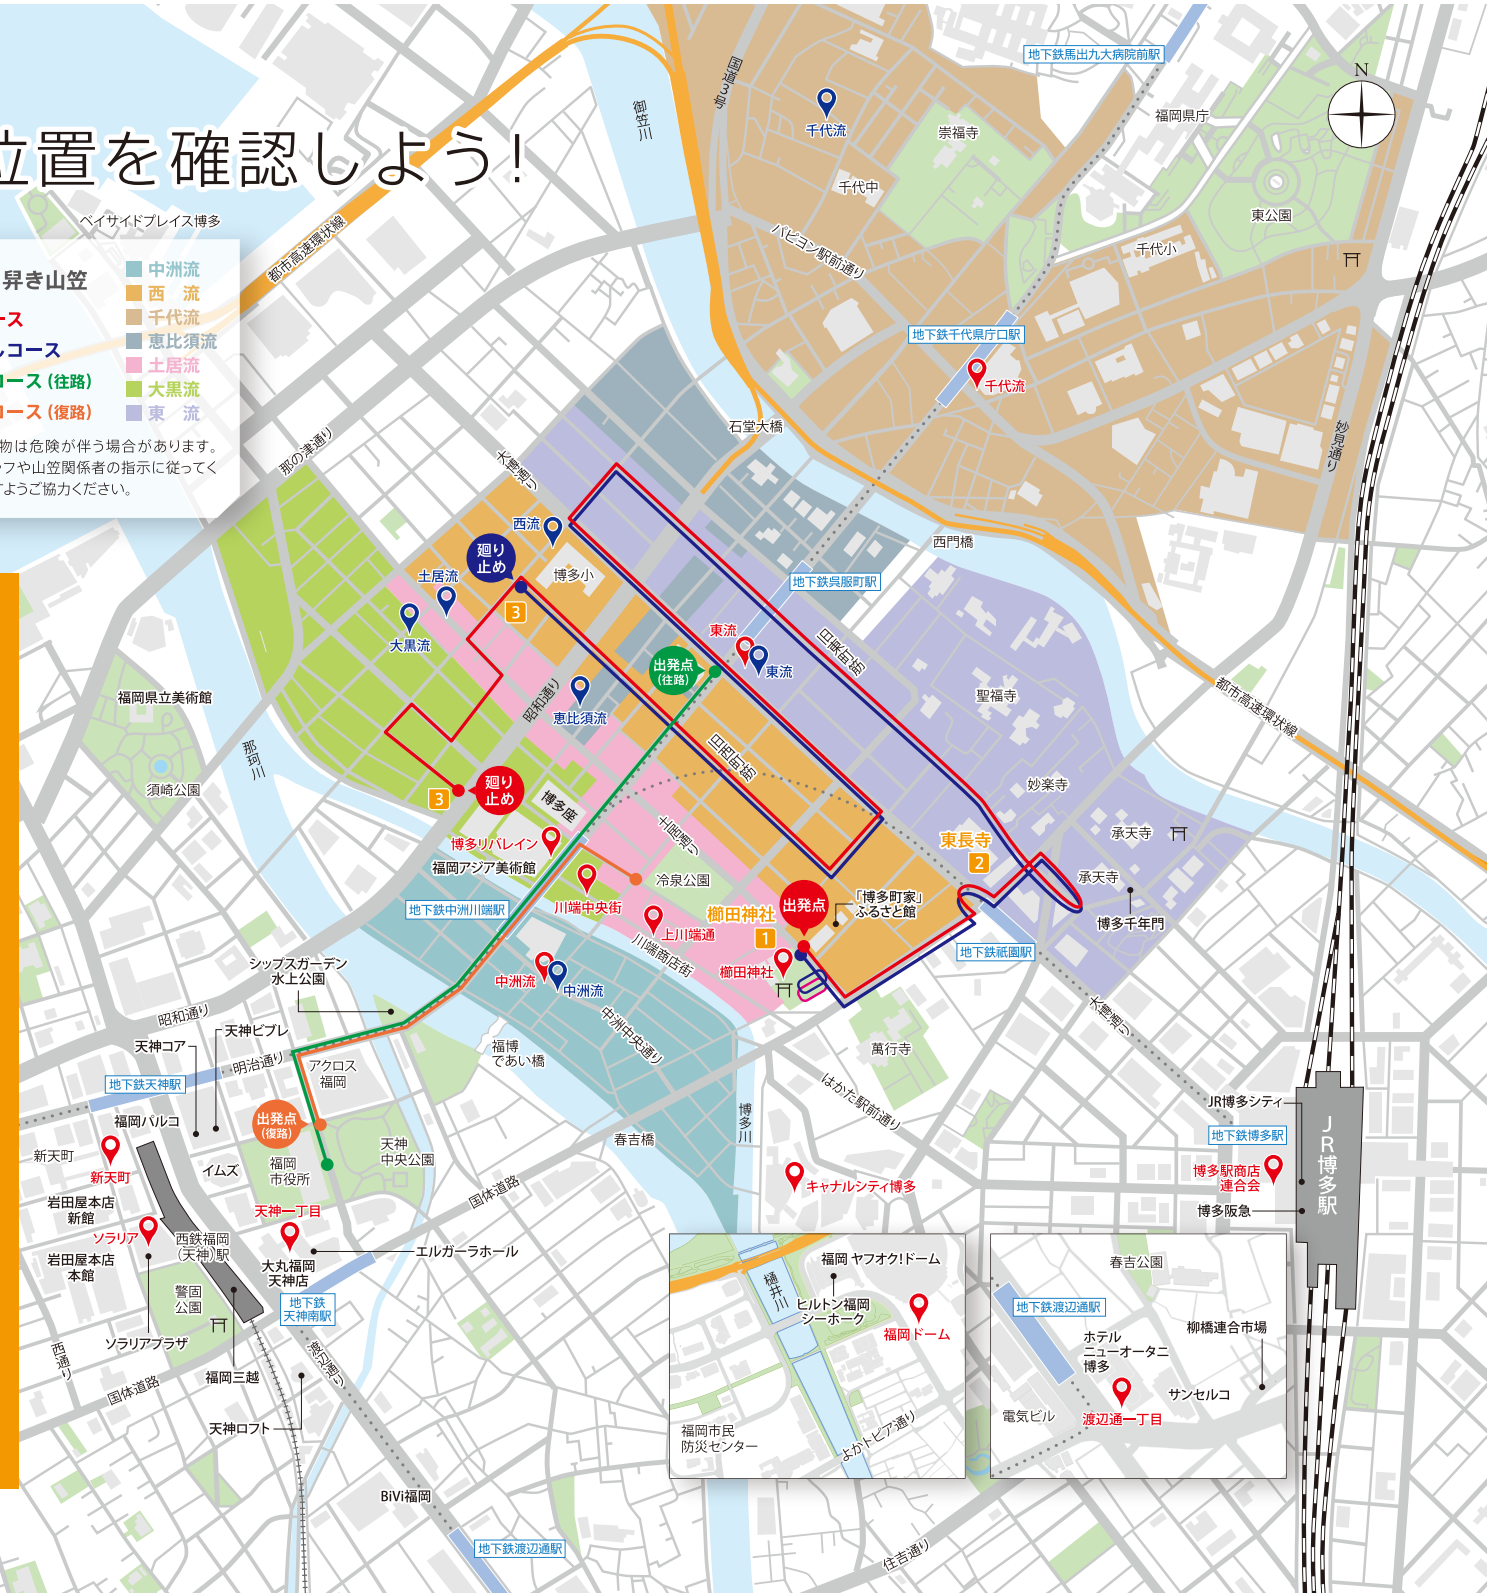 位置を確認しよう!
ベイサイドプレイス博多
舁き山笠
ース
しコース
コース(往路)
コース(復路)
中洲流
西 流
千代流
恵比須流
土居流
大黒流
東 流
物は危険が伴う場合があります。
ッフや山笠関係者の指示に従ってく
すようご協力ください。
都市高速環状線
御笠川
国道3号
千代流
地下鉄馬出九大病院前駅
福岡県庁
N
崇福寺
千代中
パピヨン駅前通り
東公園
千代小
地下鉄千代県庁口駅
千代流
妙見通り
石堂大橋
那の津通り
大博通り
西流
廻り
止め
博多小
土居流
3
大黒流
西門橋
地下鉄呉服町駅
東流
東流
旧東町筋
出発点
(往路)
昭和通り
恵比須流
旧西町筋
聖福寺
都市高速環状線
福岡県立美術館
那珂川
須崎公園
廻り
止め
3
博多座
妙楽寺
承天寺
東長寺
2
承天寺
博多千年門
土居通り
博多リバレイン
福岡アジア美術館
冷泉公園
川端中央街
出発点
「博多町家」
ふるさと館
櫛田神社
1
地下鉄中洲川端駅
上川端通
川端商店街
櫛田神社
地下鉄祇園駅
シップスガーデン
水上公園
中洲流
中洲流
大博通り
昭和通り
天神ビブレ
天神コア
明治通り
アクロス
福岡
福博
であい橋
中洲中央通り
萬行寺
はかた駅前通り
地下鉄天神駅
福岡パルコ
出発点
(復路)
天神
中央公園
春吉橋
博多川
JR博多シティ
地下鉄博多駅
JR博多駅
新天町
新天町
イムズ
福岡
市役所
国体道路
キャナルシティ博多
博多駅商店
連合会
博多阪急
岩田屋本店
新館
ソラリア
天神一丁目
西鉄福岡
(天神)駅
エルガーラホール
岩田屋本店
本館
大丸福岡
天神店
警固
公園
地下鉄
天神南駅
ソラリアプラザ
西通り
国体道路
福岡三越
渡辺通り
天神ロフト
BiVi福岡
地下鉄渡辺通駅
福岡 ヤフオク!ドーム
樋井川
ヒルトン福岡
シーホーク
福岡ドーム
福岡市民
防災センター
よかトピア通り
春吉公園
地下鉄渡辺通駅
柳橋連合市場
ホテル
ニューオータニ
博多
サンセルコ
電気ビル
渡辺通一丁目
住吉通り